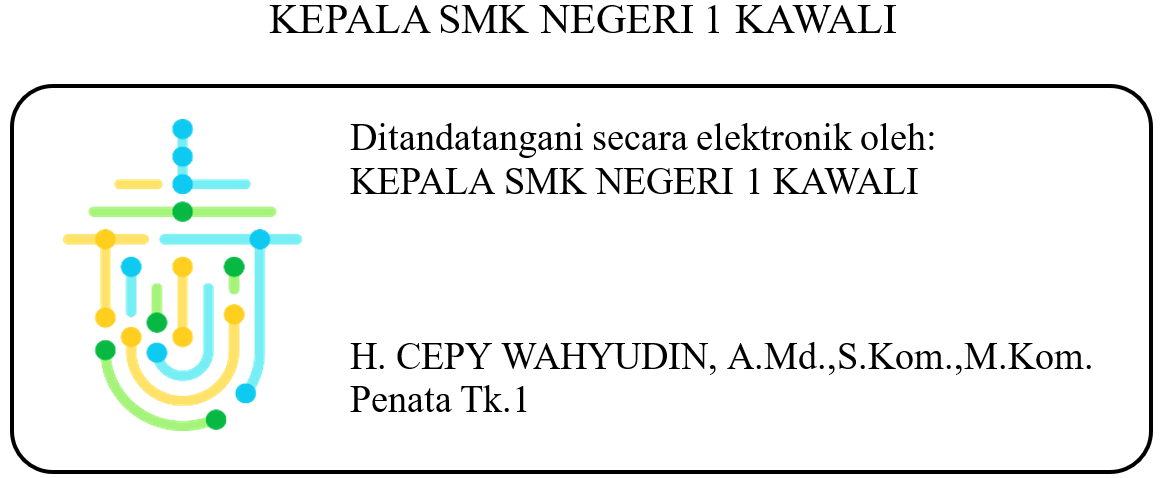 KEPALA SMK NEGERI 1 KAWALI
Ditandatangani secara elektronik oleh:
KEPALA SMK NEGERI 1 KAWALI
H. CEPY WAHYUDIN, A.Md.,S.Kom.,M.Kom.
Penata Tk.1